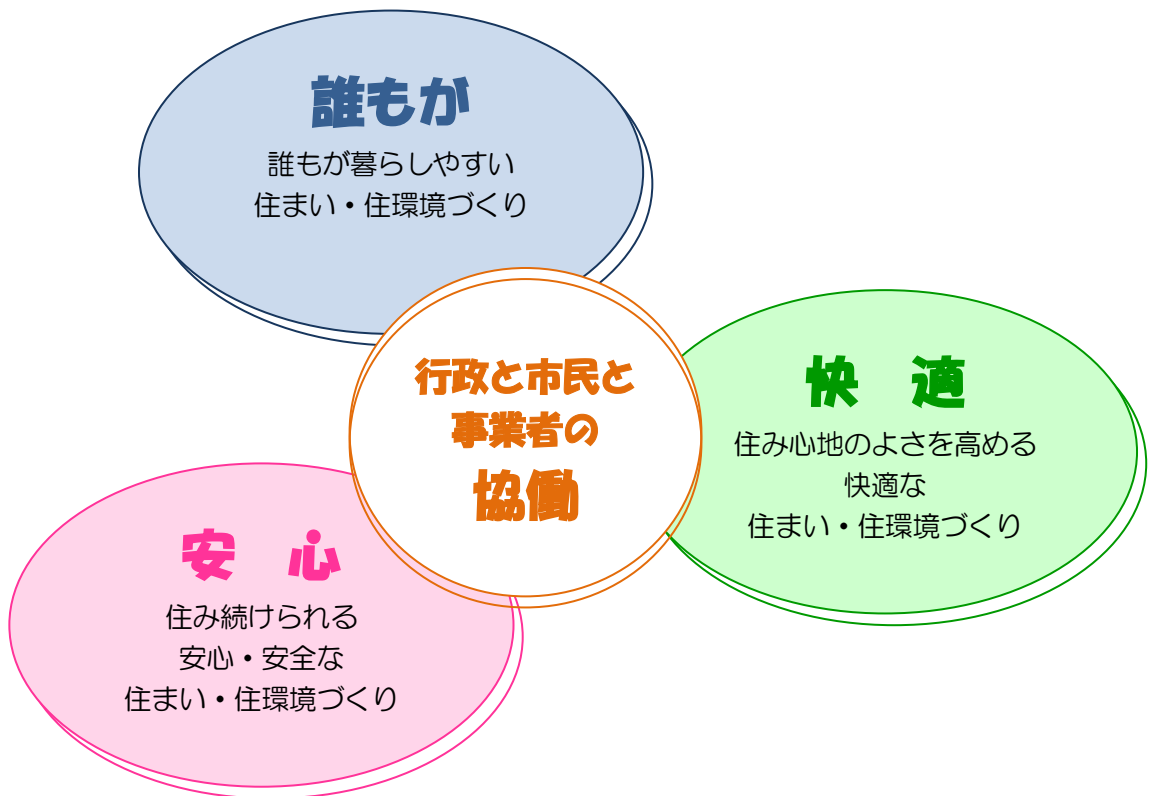 誰もが
誰もが暮らしやすい
住まい・住環境づくり
行政と市民と
事業者の
協働
快　適
住み心地のよさを高める
快適な
住まい・住環境づくり
安　心
住み続けられる
安心・安全な
住まい・住環境づくり